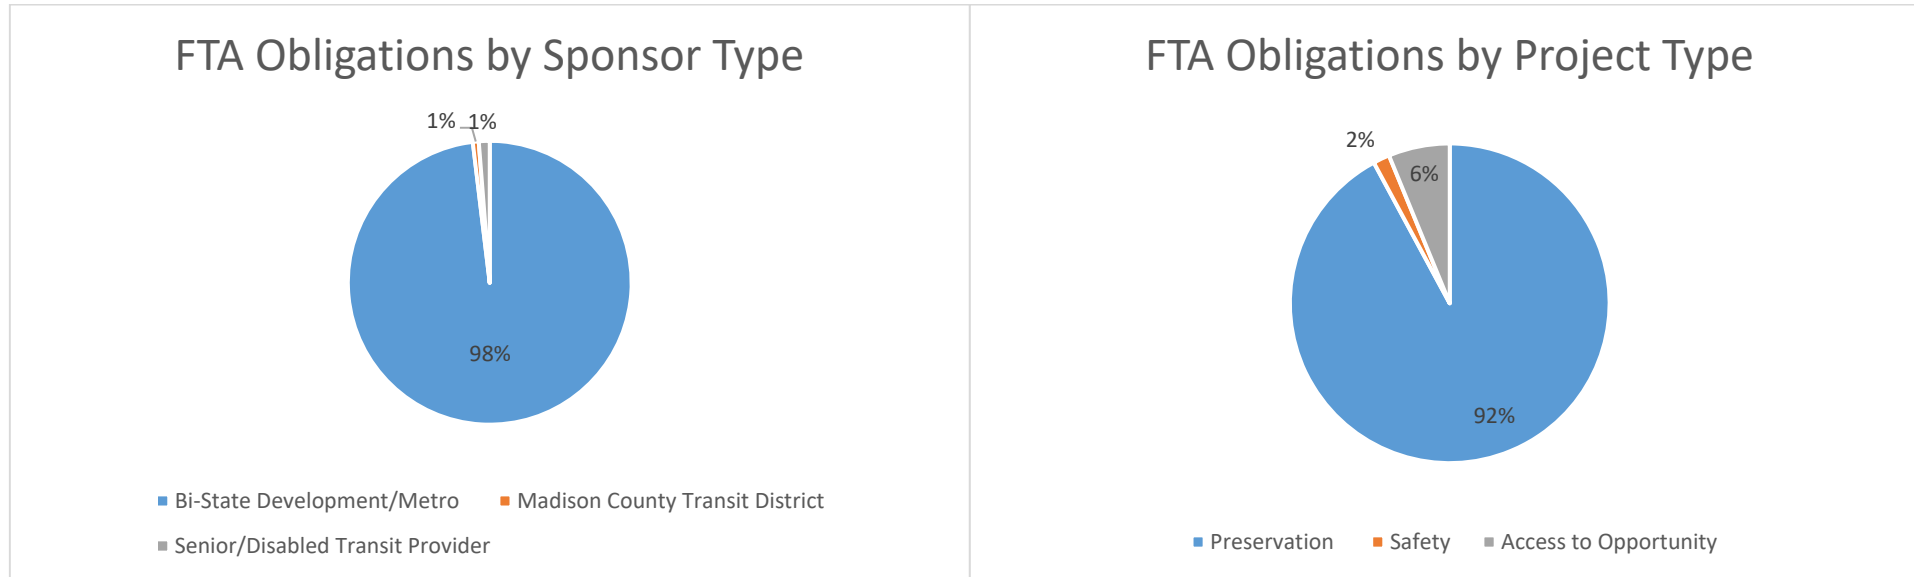 FTA Obligations by Sponsor Type
1% 1%
98%
Bi-State Development/Metro Madison County Transit District
Senior/Disabled Transit Provider
FTA Obligations by Project Type
2%
6%
92%
Preservation Safety Access to Opportunity